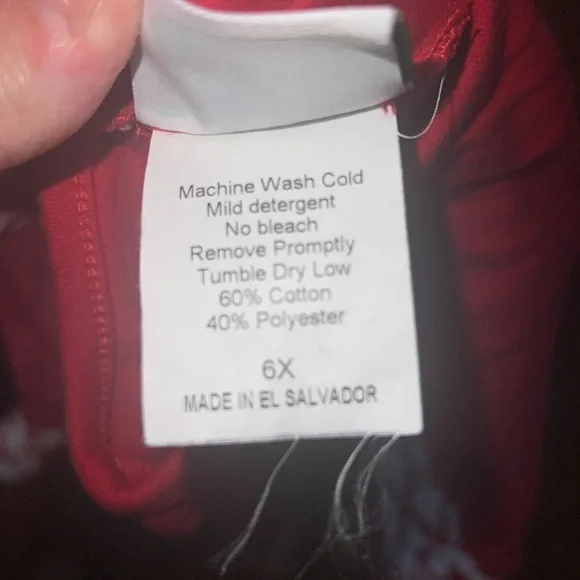 Machine Wash Cold
Mild detergent
No bleach
Remove Promptly
Tumble Dry Low
60% Cotton
40% Polyester
6X
MADE IN EL SALVADOR